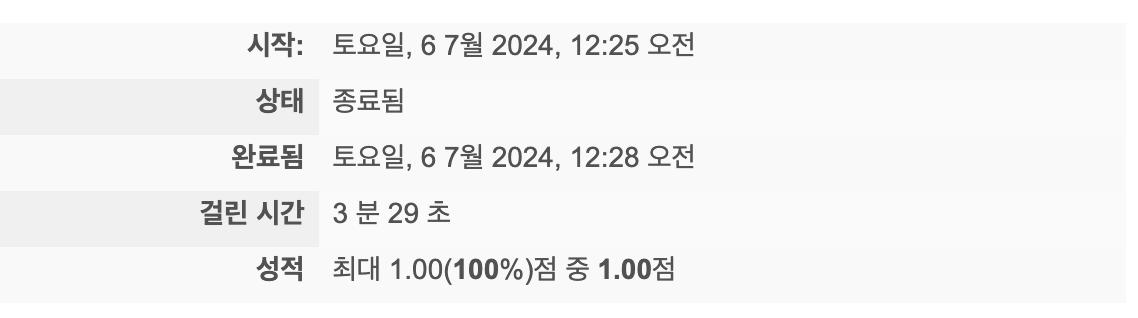 시작: 토요일, 6 7월 2024, 12:25 오전
상태 종료됨
완료됨 토요일, 6 7월 2024, 12:28 오전
걸린 시간 3 분 29 초
성적 최대 1.00(100%)점 중 1.00점